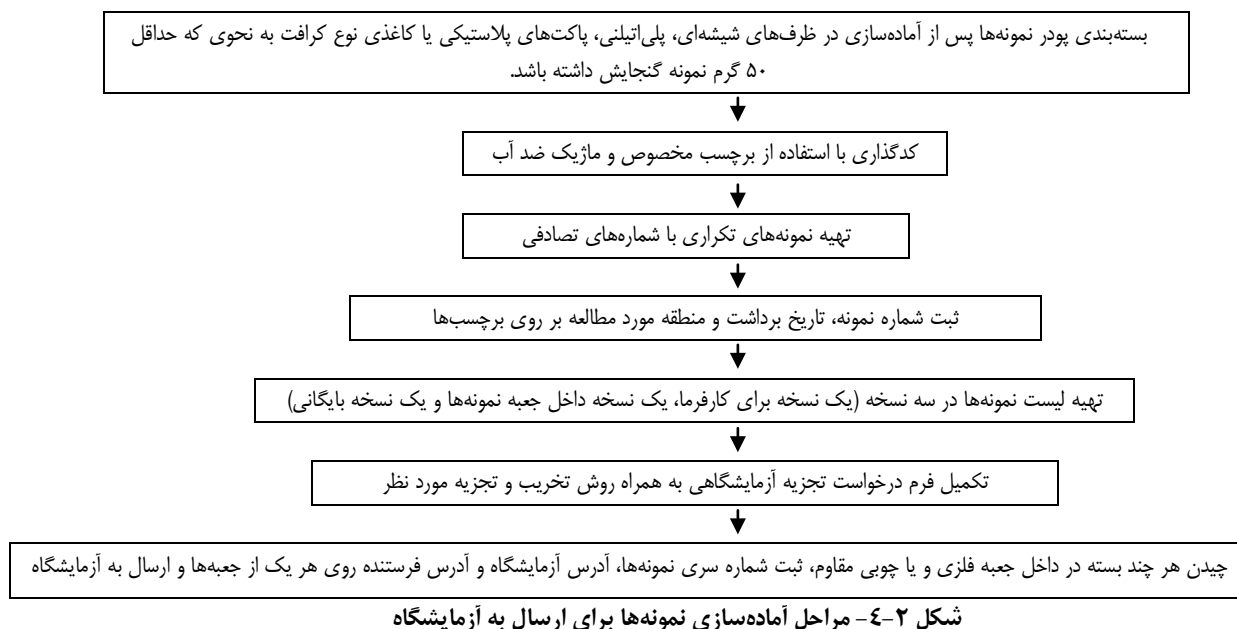 بسته‌بندی پودر نمونه‌ها پس از آماده‌سازی در ظرف‌های شیشه‌ای، پلی‌اتیلنی، پاکت‌های پلاستیکی یا کاغذی نوع کرافت به نحوی که حداقل
۵۰ گرم نمونه گنجایش داشته باشد.
کدگذاری با استفاده از برچسب مخصوص و ماژیک ضد آب
تهیه نمونه‌های تکراری با شماره‌های تصادفی
ثبت شماره نمونه، تاریخ برداشت و منطقه مورد مطالعه بر روی برچسب‌ها
تهیه لیست نمونه‌ها در سه نسخه (یک نسخه برای کارفرما، یک نسخه داخل جعبه نمونه‌ها و یک نسخه بایگانی)
تکمیل فرم درخواست تجزیه آزمایشگاهی به همراه روش تخریب و تجزیه مورد نظر
چیدن هر چند بسته در داخل جعبه فلزی و یا چوبی مقاوم، ثبت شماره سری نمونه‌ها، آدرس آزمایشگاه و آدرس فرستنده روی هر یک از جعبه‌ها و ارسال به آزمایشگاه
شکل ۲-٤- مراحل آماده‌سازی نمونه‌ها برای ارسال به آزمایشگاه